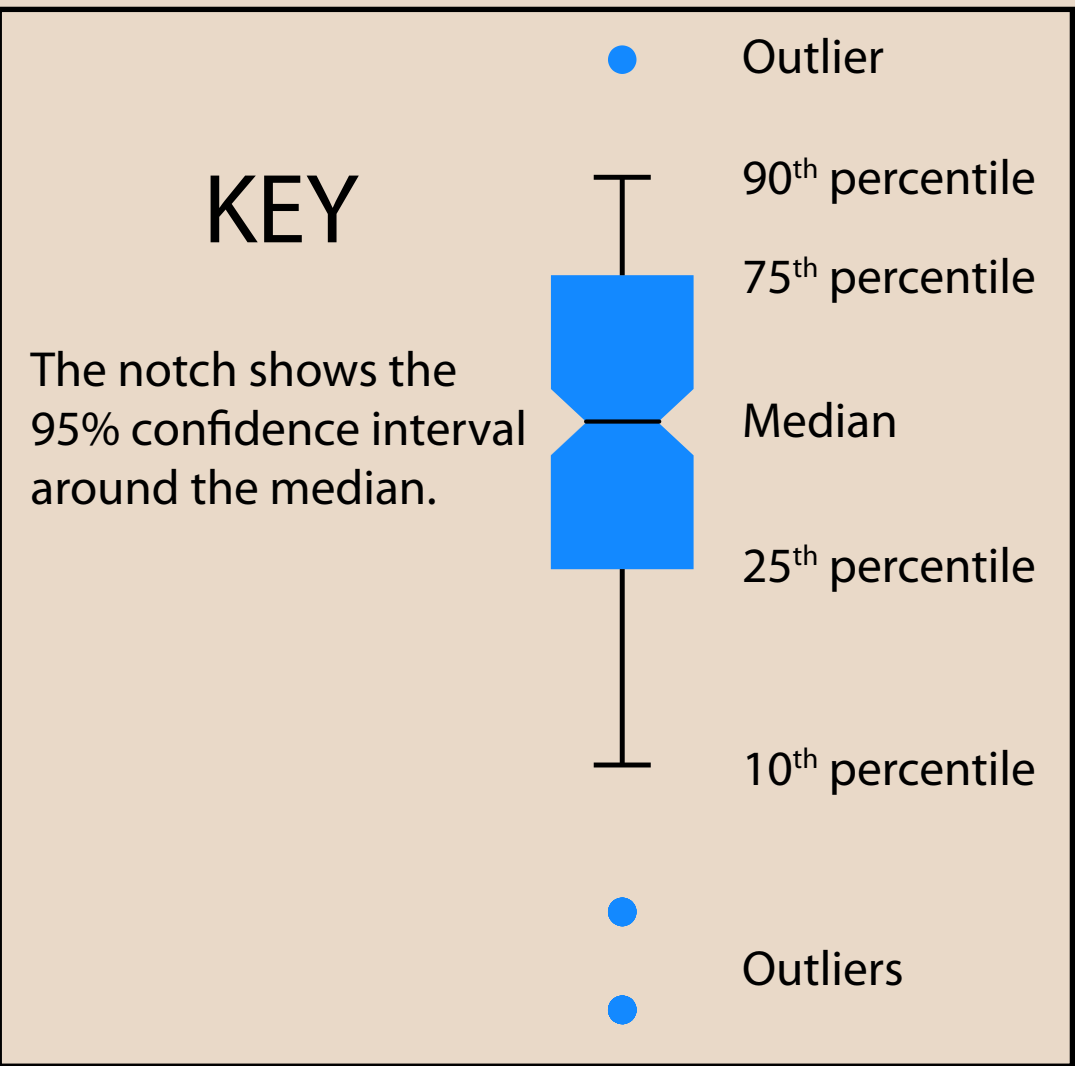 Outlier
90th percentile
KEY
75th percentile
The notch shows the
95% confidence interval
around the median.
Median
25th percentile
10th percentile
Outliers